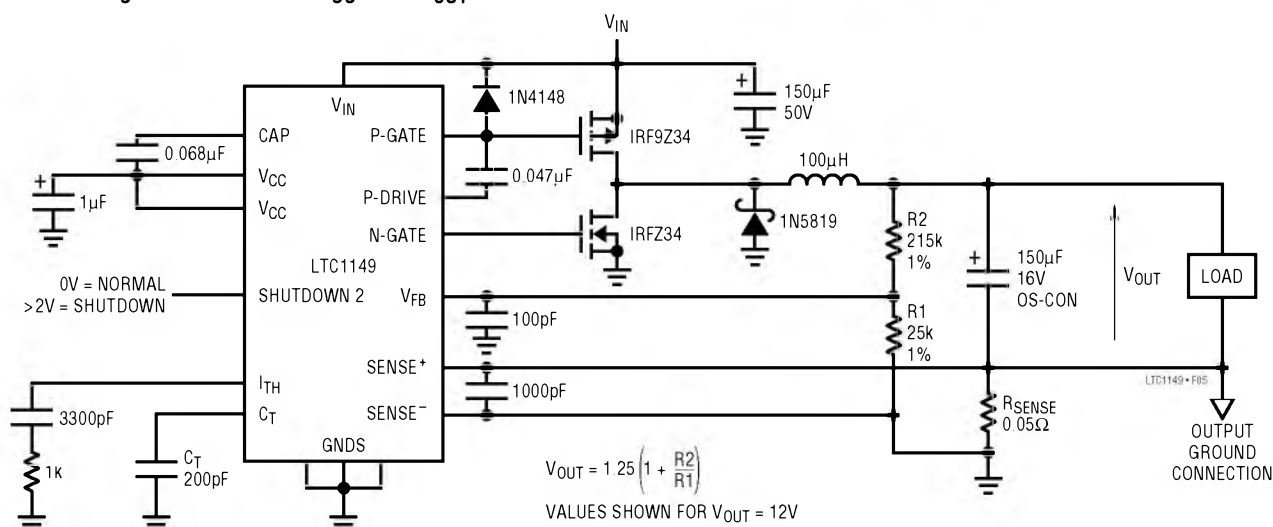 VIN
1N4148
150µF
50V
VIN
CAP
P-GATE
IRF9Z34
0.068µF
100µH
VCC
0.047µF
1µF
P-DRIVE
VCC
1N5819
R2
215k
1%
N-GATE
IRFZ34
150µF
16V
OS-CON
VOUT
LOAD
LTC1149
0V = NORMAL
>2V = SHUTDOWN
SHUTDOWN 2
VFB
100pF
R1
25k
1%
SENSE+
1000pF
LTC1149 • F05
ITH
3300pF
SENSE–
RSENSE
0.05Ω
CT
OUTPUT
GROUND
CONNECTION
GNDS
1k
CT
200pF
VOUT = 1.25 (1 + R2/R1)
VALUES SHOWN FOR VOUT = 12V